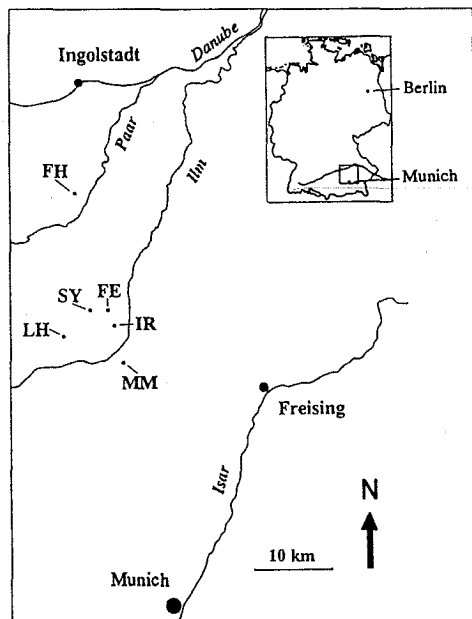 Ingolstadt
Danube
Berlin
Paar
Ilm
FH
Munich
SY
FE
IR
LH
MM
Freising
Isar
N
10 km
Munich